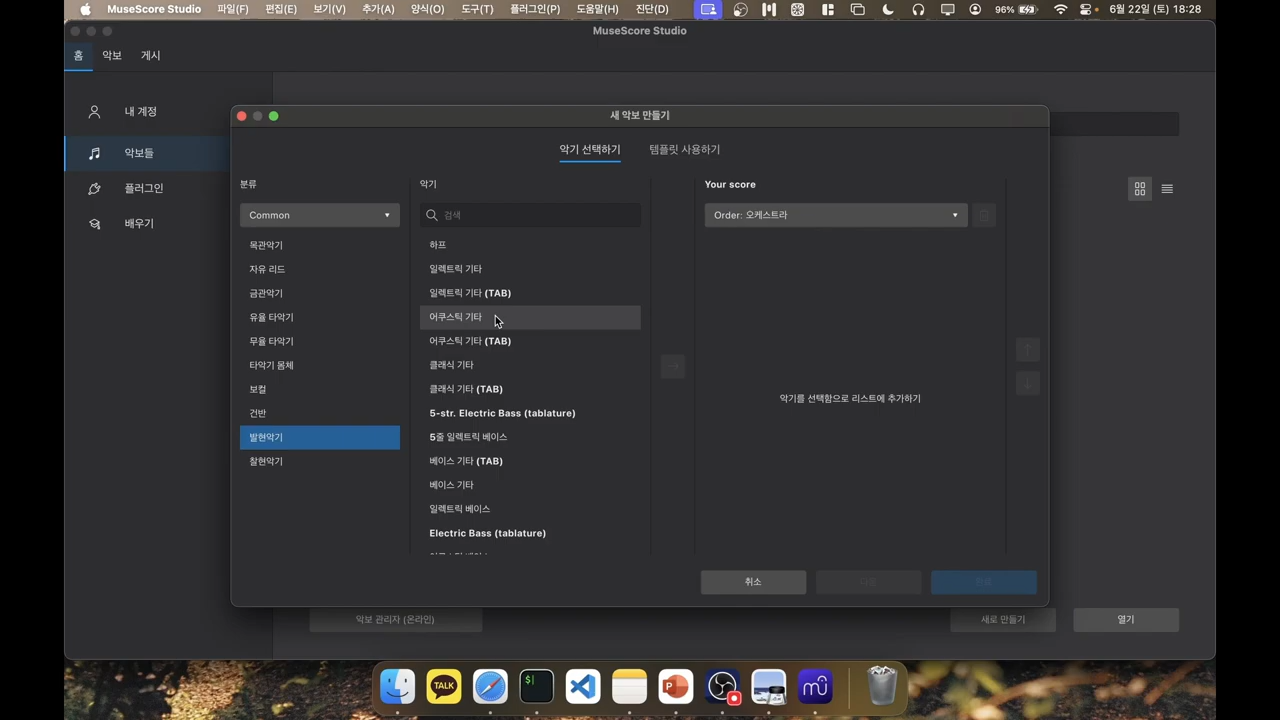 MuseScore Studio 파일(F) 편집(E) 보기(V) 추가(A) 양식(O) 도구(T) 플러그인(P) 도움말(H) 진단(D) 96% 6월 22일 (토) 18:28
MuseScore Studio
홈 악보 게시
내 계정
악보들
플러그인
배우기
새 악보 만들기
악기 선택하기 템플릿 사용하기
분류
Common
목관악기
자유 리드
금관악기
유율 타악기
무율 타악기
타악기 몸체
보컬
건반
발현악기
찰현악기
악기
검색
하프
일렉트릭 기타
일렉트릭 기타 (TAB)
어쿠스틱 기타
어쿠스틱 기타 (TAB)
클래식 기타
클래식 기타 (TAB)
5-str. Electric Bass (tablature)
5줄 일렉트릭 베이스
베이스 기타 (TAB)
베이스 기타
일렉트릭 베이스
Electric Bass (tablature)
Your score
Order: 오케스트라
악기를 선택함으로 리스트에 추가하기
취소 다음 완료
악보 관리자 (온라인) 새로 만들기 열기
TALK
$
P